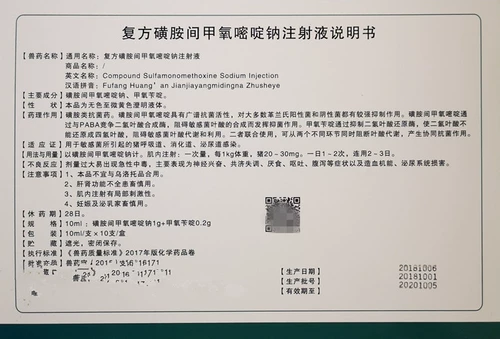 复方磺胺间甲氧嘧啶钠注射液说明书
【兽药名称】通用名称:复方磺胺间甲氧嘧啶钠注射液
商品名称:/
英文名称:Compound Sulfamonomethoxine Sodium Injection
汉语拼音:Fufang Huang'an Jianjiayangmidingna Zhusheye
【主要成分】磺胺间甲氧嘧啶钠、甲氧苄啶。
【性 状】本品为无色至微黄色澄明液体。
【药理作用】磺胺类抗菌药。磺胺间甲氧嘧啶具有广谱抗菌活性,对大多数革兰氏阳性菌和阴性菌都有较强抑制作用。磺胺间甲氧嘧啶
通过与PABA竞争二氢叶酸合成酶,阻碍敏感菌叶酸的合成而发挥抑菌作用。甲氧苄啶通过抑制二氢叶酸还原酶,使二氢叶酸不
能还原成四氢叶酸,阻碍敏感菌叶酸代谢和利用。二者联合使用,可从两个不同环节同时阻断叶酸代谢,产生协同抗菌作用。
【适 应 证】用于敏感菌所引起的猪呼吸道、消化道、泌尿道感染。
【用法与用量】以磺胺间甲氧嘧啶钠计。肌内注射:一次量,每1kg体重,猪20~30mg。一日1~2次,连用2~3日。
【不良反应】剂量过大易出现急性中毒,主要表现为神经兴奋、共济失调、厌食、呕吐、腹泻等症状以及造血机能、泌尿系统损害。
【注意事项】1、本品不宜与乌洛托品合用。
2、肝肾功能不全患畜慎用。
3、肌内注射有局部刺激性。
4、妊娠及泌乳家畜慎用。
【休 药 期】28日。
【规 格】10ml:磺胺间甲氧嘧啶钠1g+甲氧苄啶0.2g
【包 装】10ml/支×10支/盒
【贮 藏】遮光,密闭保存。
【执行标准】《兽药质量标准》2017年版化学药品卷
【生产日期】 20181006
【生产批号】 20181001
【有效期至】 20201005